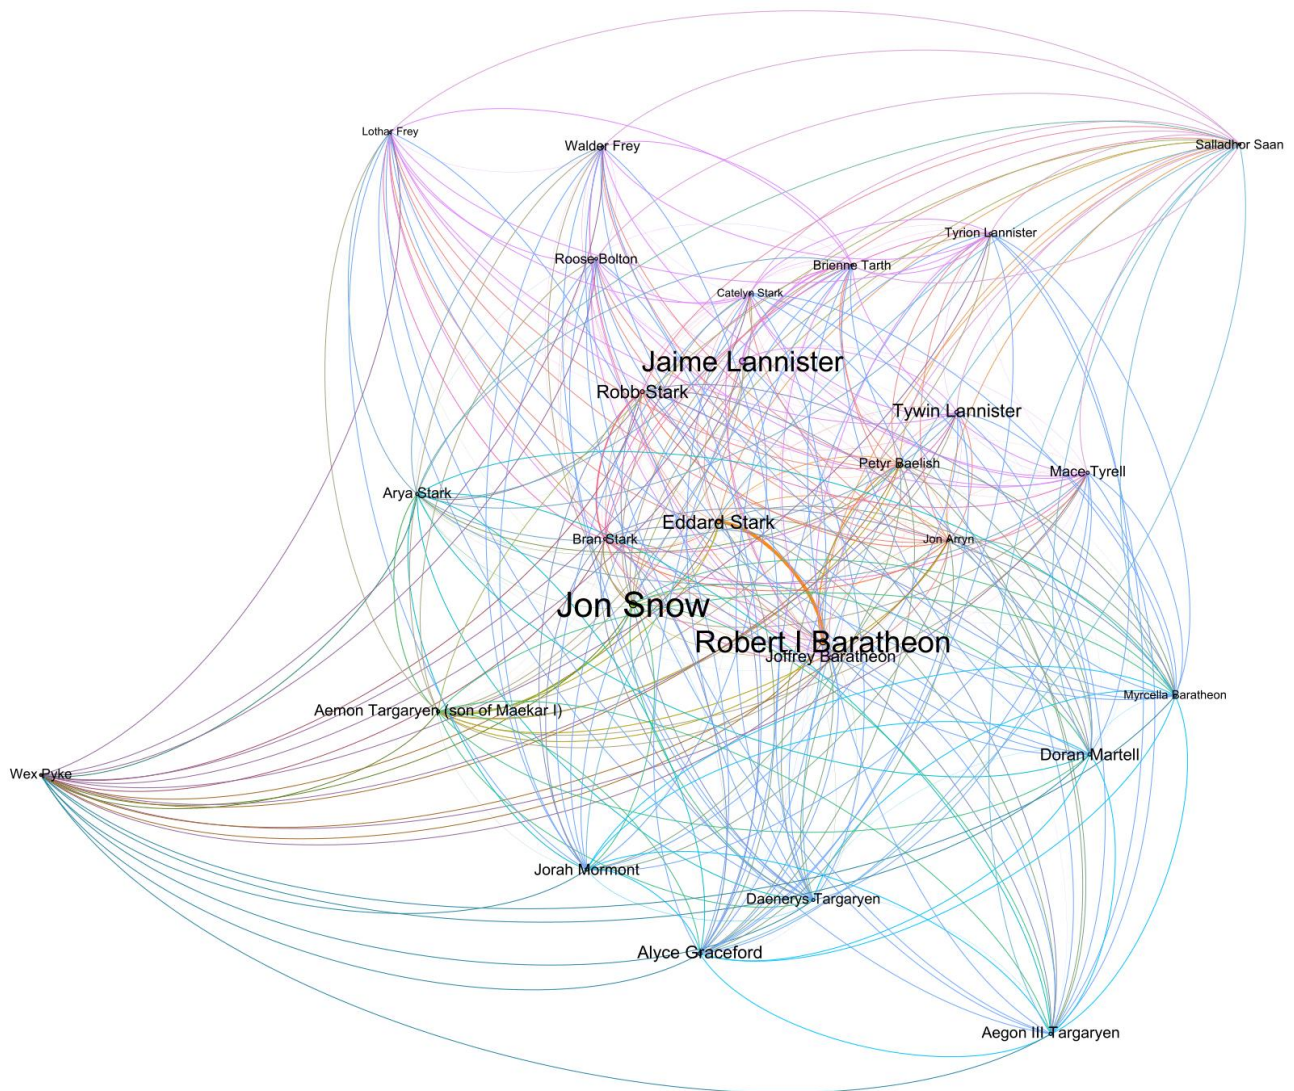 Lothar Frey
Walder Frey
Salladhor Saan
Tyrion Lannister
Roose Bolton
Brienne Tarth
Catelyn Stark
Jaime Lannister
Robb Stark
Tywin Lannister
Petyr Baelish
Mace Tyrell
Arya Stark
Eddard Stark
Bran Stark
Jon Arryn
Jon Snow
Robert I Baratheon
Joffrey Baratheon
Myrcella Baratheon
Aemon Targaryen (son of Maekar I)
Doran Martell
Wex Pyke
Jorah Mormont
Daenerys Targaryen
Alyce Graceford
Aegon III Targaryen